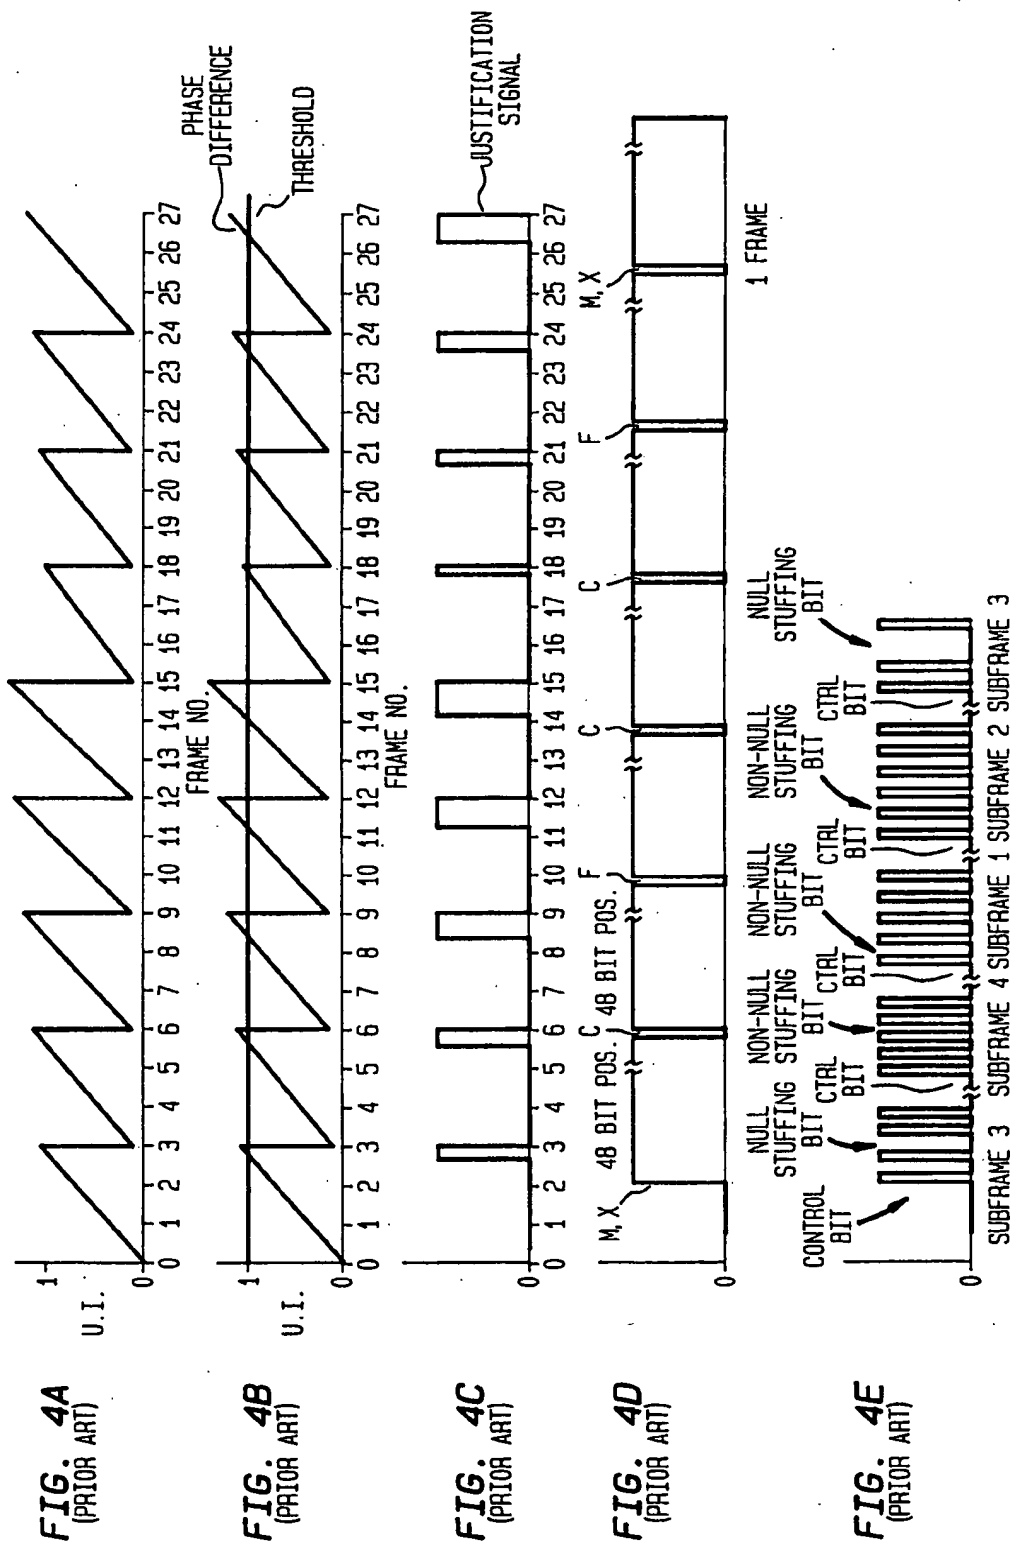 FIG. 4A
(PRIOR ART)
U.I.
1
0
0 1 2 3 4 5 6 7 8 9 10 11 12 13 14 15 16 17 18 19 20 21 22 23 24 25 26 27
FRAME NO.
FIG. 4B
(PRIOR ART)
U.I.
1
0
PHASE
DIFFERENCE
THRESHOLD
0 1 2 3 4 5 6 7 8 9 10 11 12 13 14 15 16 17 18 19 20 21 22 23 24 25 26 27
FRAME NO.
FIG. 4C
(PRIOR ART)
JUSTIFICATION
SIGNAL
0 1 2 3 4 5 6 7 8 9 10 11 12 13 14 15 16 17 18 19 20 21 22 23 24 25 26 27
FIG. 4D
(PRIOR ART)
0
M, X
48 BIT POS.
C
48 BIT POS.
F
C
C
F
M, X
1 FRAME
FIG. 4E
(PRIOR ART)
0
CONTROL
BIT
NULL
STUFFING
BIT
CTRL
BIT
NON-NULL
STUFFING
BIT
CTRL
BIT
NON-NULL
STUFFING
BIT
CTRL
BIT
NON-NULL
STUFFING
BIT
CTRL
BIT
NULL
STUFFING
BIT
SUBFRAME 3 SUBFRAME 4 SUBFRAME 1 SUBFRAME 2 SUBFRAME 3